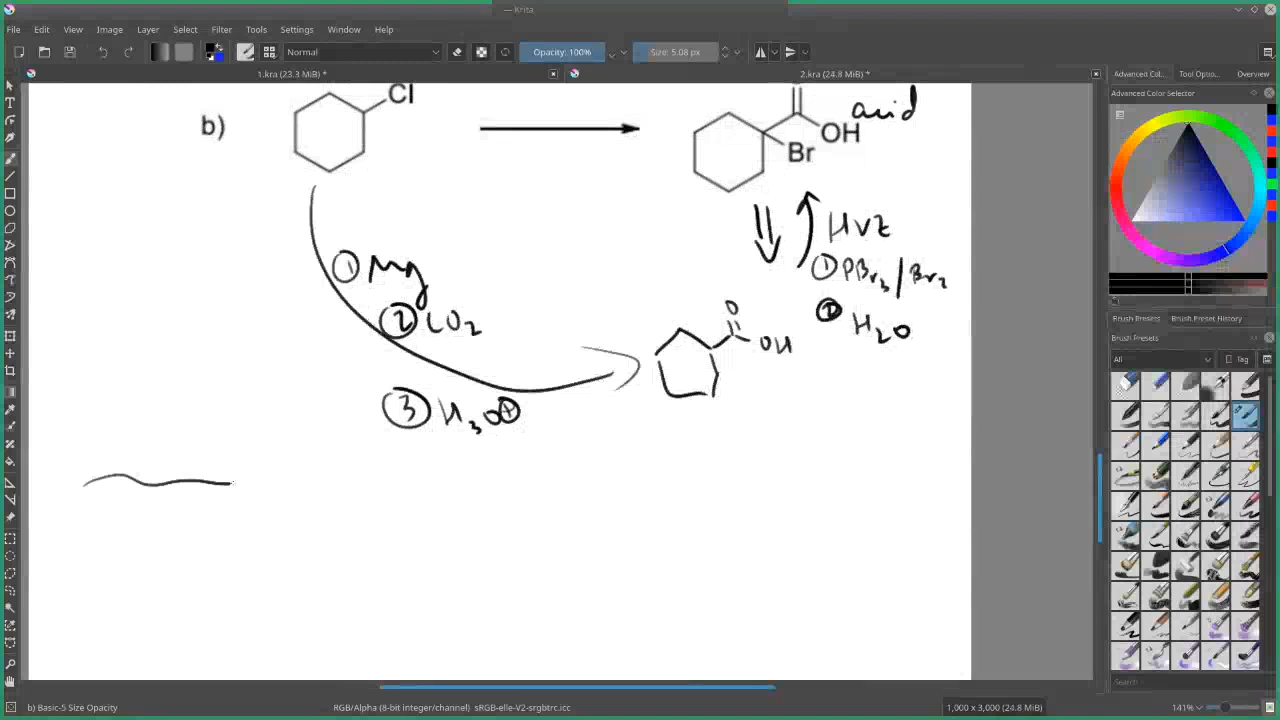 — Krita
File Edit View Image Layer Select Filter Tools Settings Window Help
Normal Opacity: 100% Size: 5.08 px
1.kra (23.3 MiB) * 2.kra (24.8 MiB) * Advanced Col... Tool Optio... Overview
Advanced Color Selector
b) Cl OH acid
Br
HVZ
① Mg ① PBr₃/Br₂
② CO₂ ② H₂O
O
OH
③ H₃O⊕
Brush Presets Brush Preset History
Brush Presets
All Tag
Search
b) Basic-5 Size Opacity RGB/Alpha (8-bit integer/channel) sRGB-elle-V2-srgbtrc.icc 1,000 x 3,000 (24.8 MiB) 141%